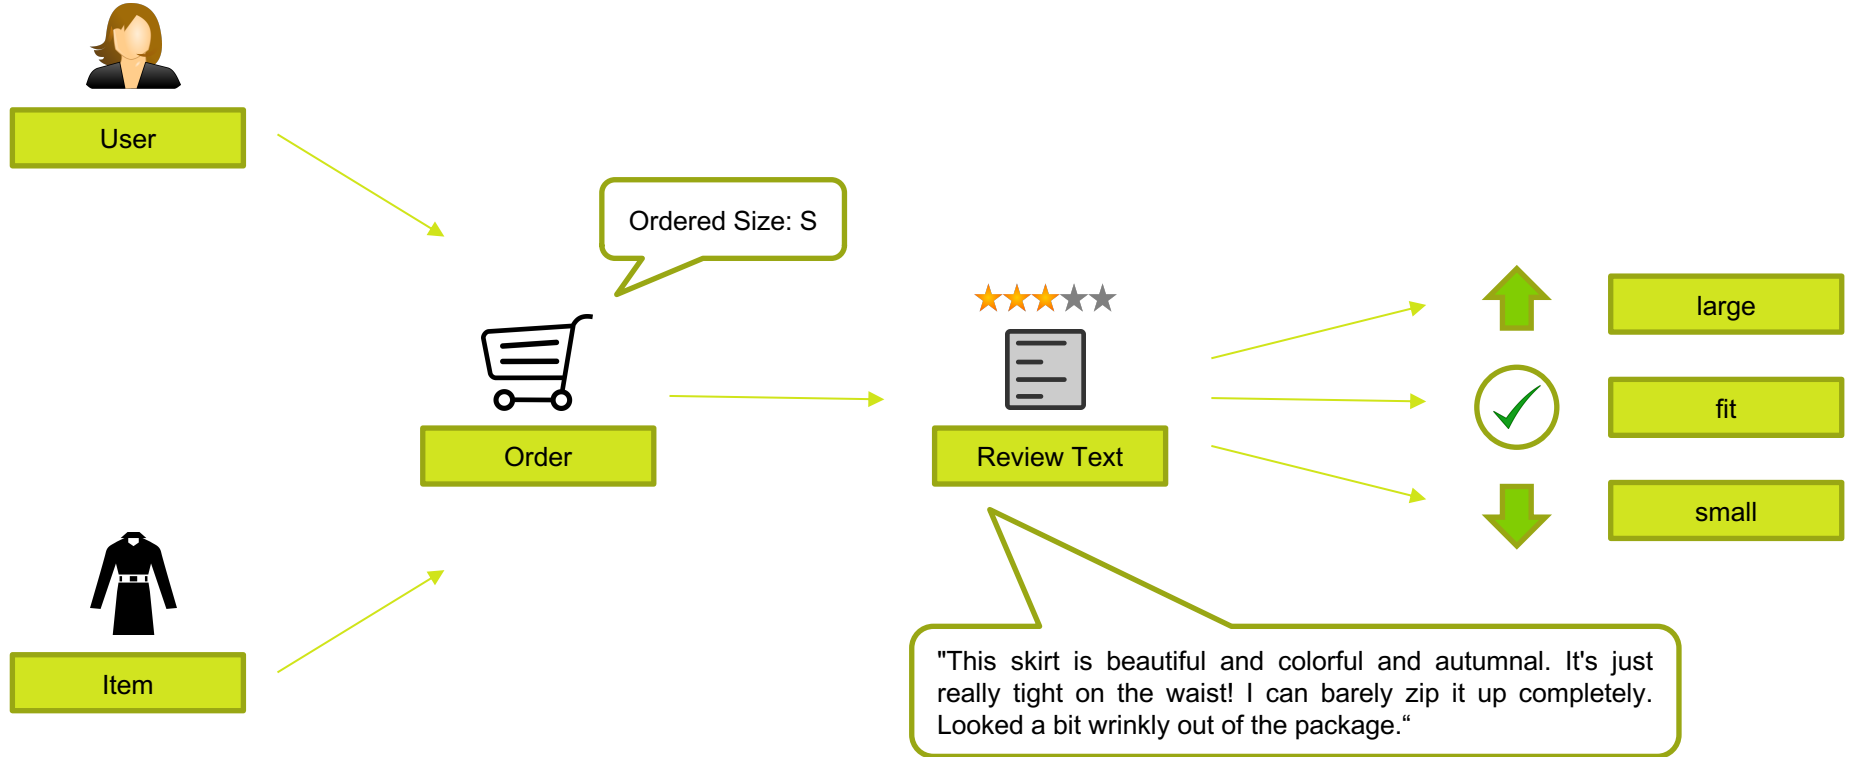 User
Ordered Size: S
Order
Item
Review Text
large
fit
small
"This skirt is beautiful and colorful and autumnal. It's just
really tight on the waist! I can barely zip it up completely.
Looked a bit wrinkly out of the package.“